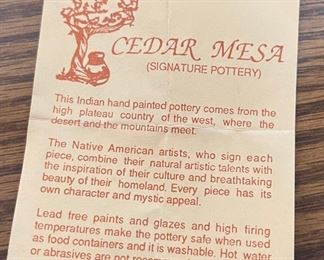 CEDAR MESA
(SIGNATURE POTTERY)
This Indian hand painted pottery comes from the
high plateau country of the west, where the
desert and the mountains meet.
The Native American artists, who sign each
piece, combine their natural artistic talents with
the inspiration of their culture and breathtaking
beauty of their homeland. Every piece has its
own character and mystic appeal.
Lead free paints and glazes and high firing
temperatures make the pottery safe when used
as food containers and it is washable. Hot water
or abrasives are not